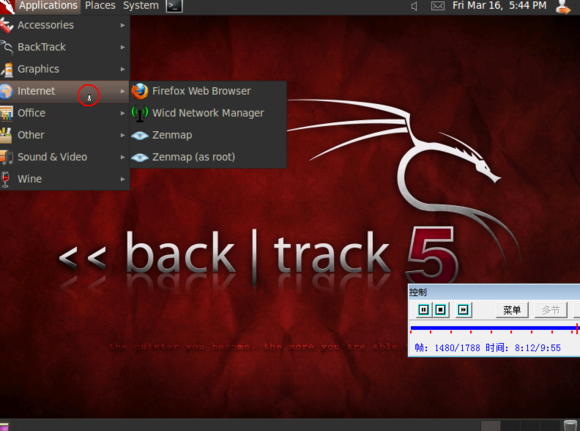 Applications Places System Fri Mar 16, 5:44 PM
Accessories
BackTrack
Graphics
Internet
Office
Other
Sound & Video
Wine
Firefox Web Browser
Wicd Network Manager
Zenmap
Zenmap (as root)
<< back | track 5
the quieter you become, the more you are able
控制
菜单 多节
帧: 1480/1788 时间: 8:12/9:55